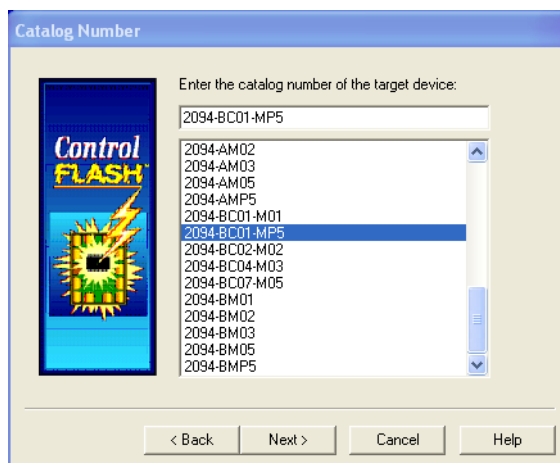 Catalog Number
Enter the catalog number of the target device:
2094-BC01-MP5
Control
FLASH
2094-AM02
2094-AM03
2094-AM05
2094-AMP5
2094-BC01-M01
2094-BC01-MP5
2094-BC02-M02
2094-BC04-M03
2094-BC07-M05
2094-BM01
2094-BM02
2094-BM03
2094-BM05
2094-BMP5
< Back
Next >
Cancel
Help